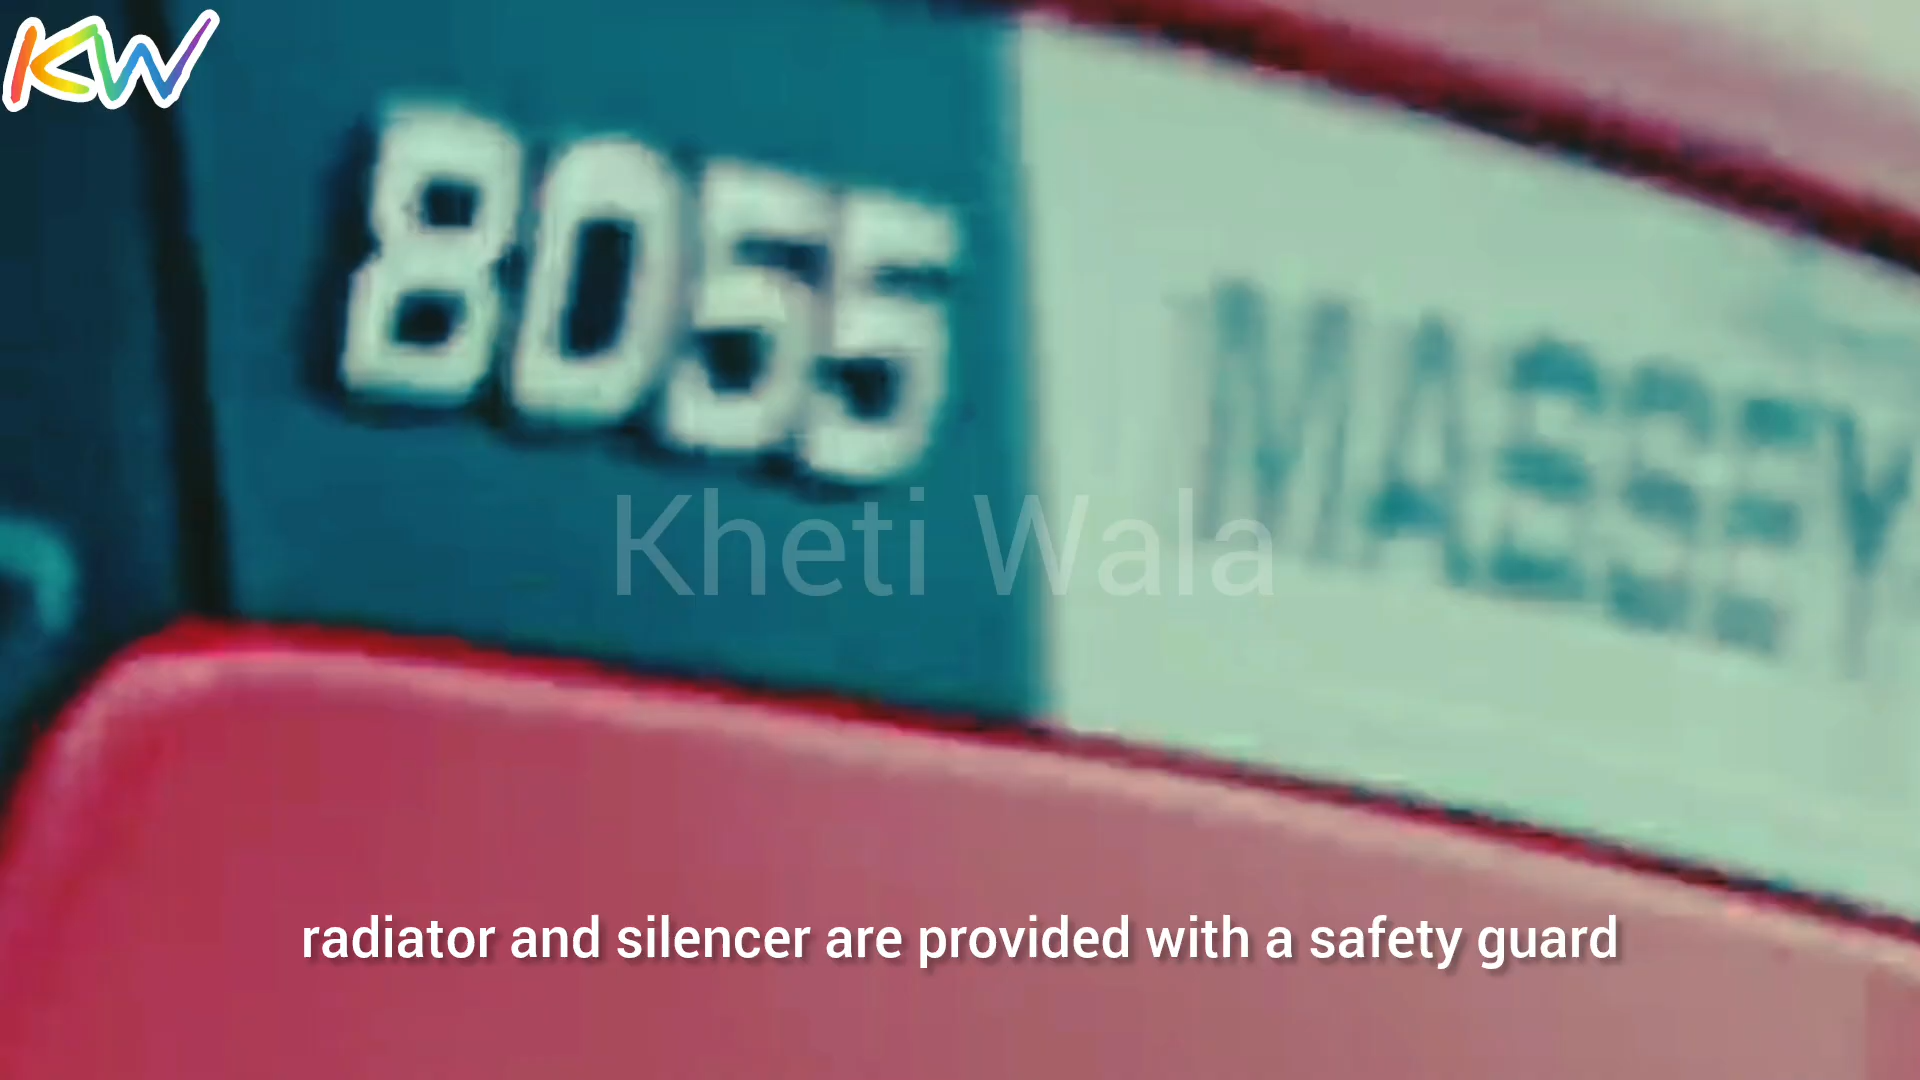 KW
8055
MASSEY
Kheti Wala
radiator and silencer are provided with a safety guard